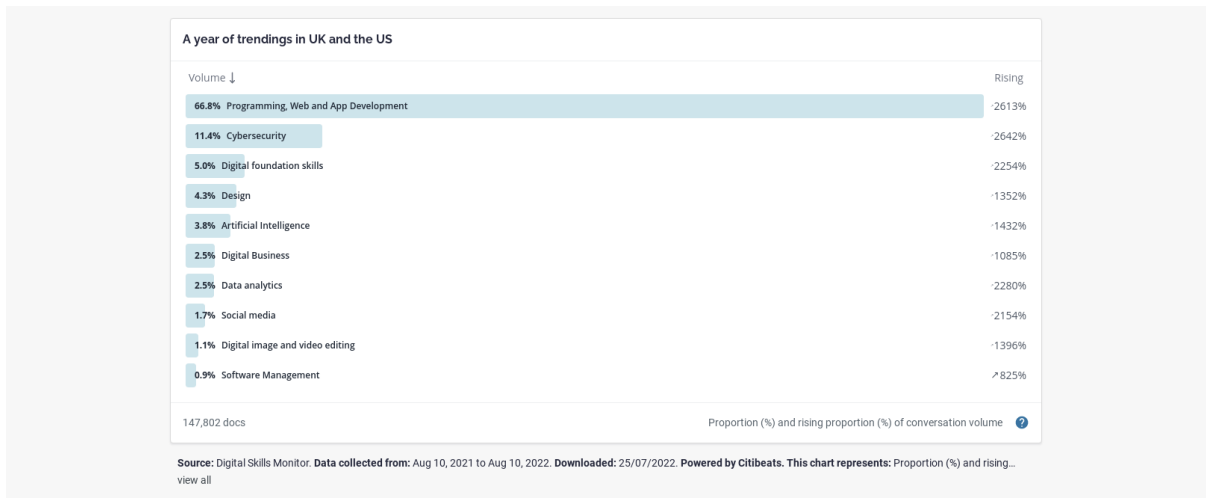 A year of trendings in UK and the US
Volume ↓ Rising
66.8% Programming, Web and App Development 2613%
11.4% Cybersecurity 2642%
5.0% Digital foundation skills 2254%
4.3% Design 1352%
3.8% Artificial Intelligence 1432%
2.5% Digital Business 1085%
2.5% Data analytics 2280%
1.7% Social media 2154%
1.1% Digital image and video editing 1396%
0.9% Software Management ↗825%
147,802 docs Proportion (%) and rising proportion (%) of conversation volume ?
Source: Digital Skills Monitor. Data collected from: Aug 10, 2021 to Aug 10, 2022. Downloaded: 25/07/2022. Powered by Citibeats. This chart represents: Proportion (%) and rising…
view all